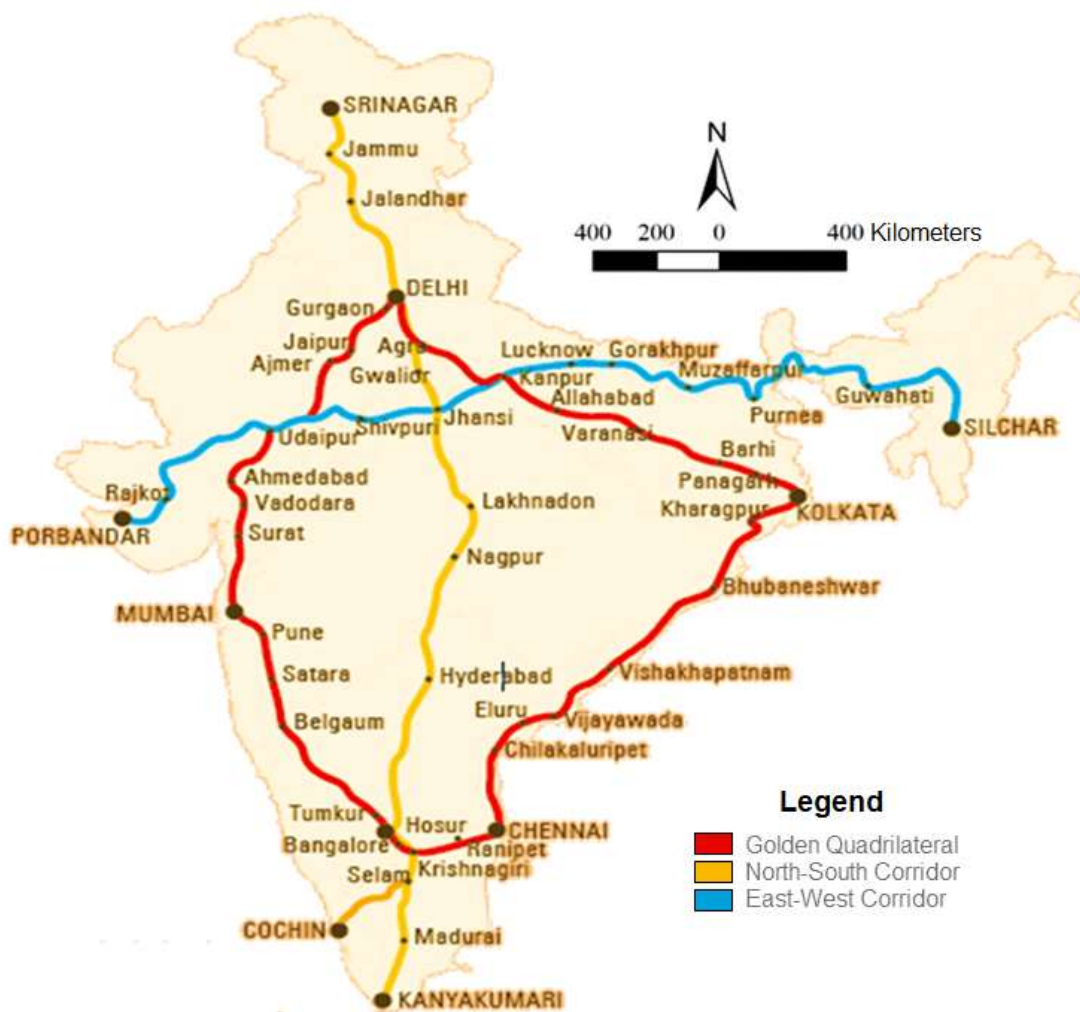 SRINAGAR
N
Jammu
Jalandhar
400 200 0 400 Kilometers
DELHI
Gurgaon
Jaipur
Agra
Lucknow
Gorakhpur
Ajmer
Gwalior
Kanpur
Muzaffarpur
Allahabad
Guwahati
Udaipur
Shivpuri
Jhansi
Purnea
Varanasi
SILCHAR
Barhi
Ahmedabad
Panagarh
Rajkot
Vadodara
Lakhnadon
Kharagpur
KOLKATA
PORBANDAR
Surat
Nagpur
Bhubaneshwar
MUMBAI
Pune
Satara
Hyderabad
Vishakhapatnam
Belgaum
Eluru
Vijayawada
Chilakaluripet
Legend
Tumkur
Hosur
CHENNAI
Bangalore
Ranipet
Golden Quadrilateral
Krishnagiri
North-South Corridor
Selam
East-West Corridor
COCHIN
Madurai
KANYAKUMARI